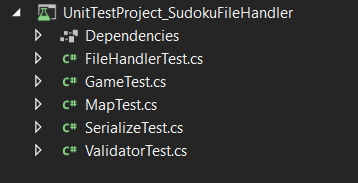 UnitTestProject_SudokuFileHandler
Dependencies
C# FileHandlerTest.cs
C# GameTest.cs
C# MapTest.cs
C# SerializeTest.cs
C# ValidatorTest.cs